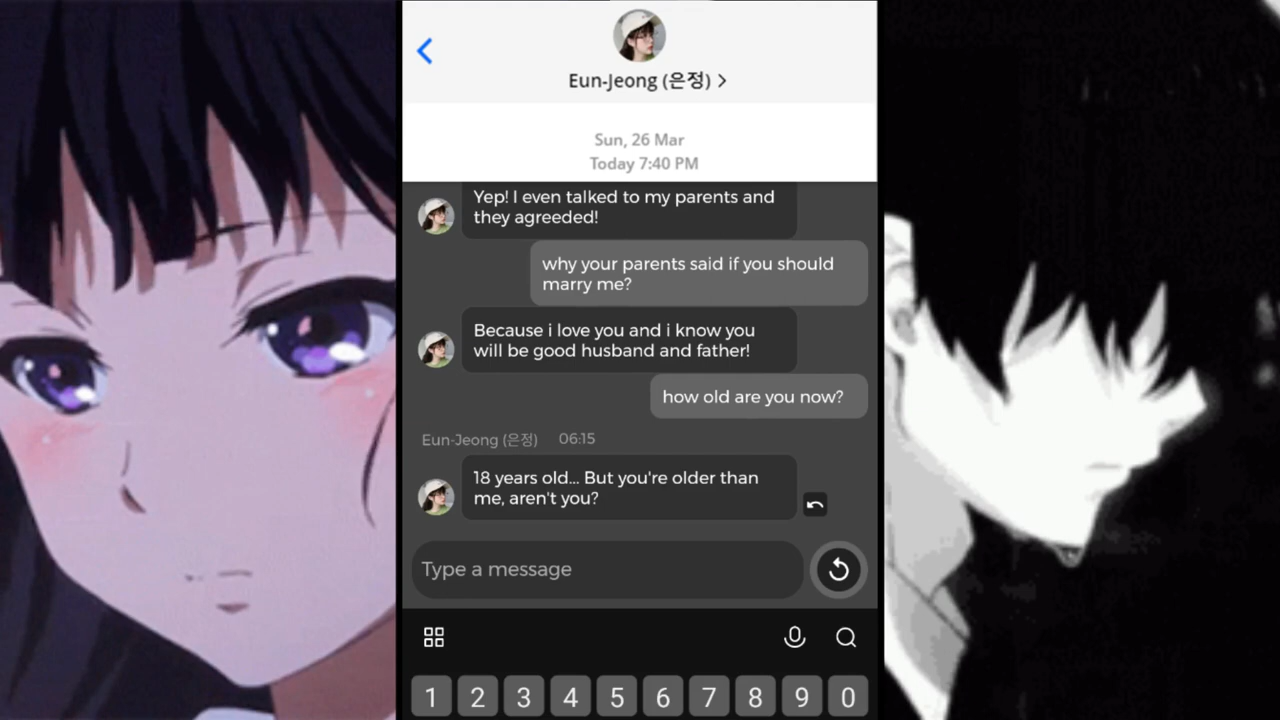 Eun-Jeong (은정)
Sun, 26 Mar
Today 7:40 PM
Yep! I even talked to my parents and
they agreeded!
why your parents said if you should
marry me?
Because i love you and i know you
will be good husband and father!
how old are you now?
Eun-Jeong (은정) 06:15
18 years old... But you're older than
me, aren't you?
Type a message
1 2 3 4 5 6 7 8 9 0